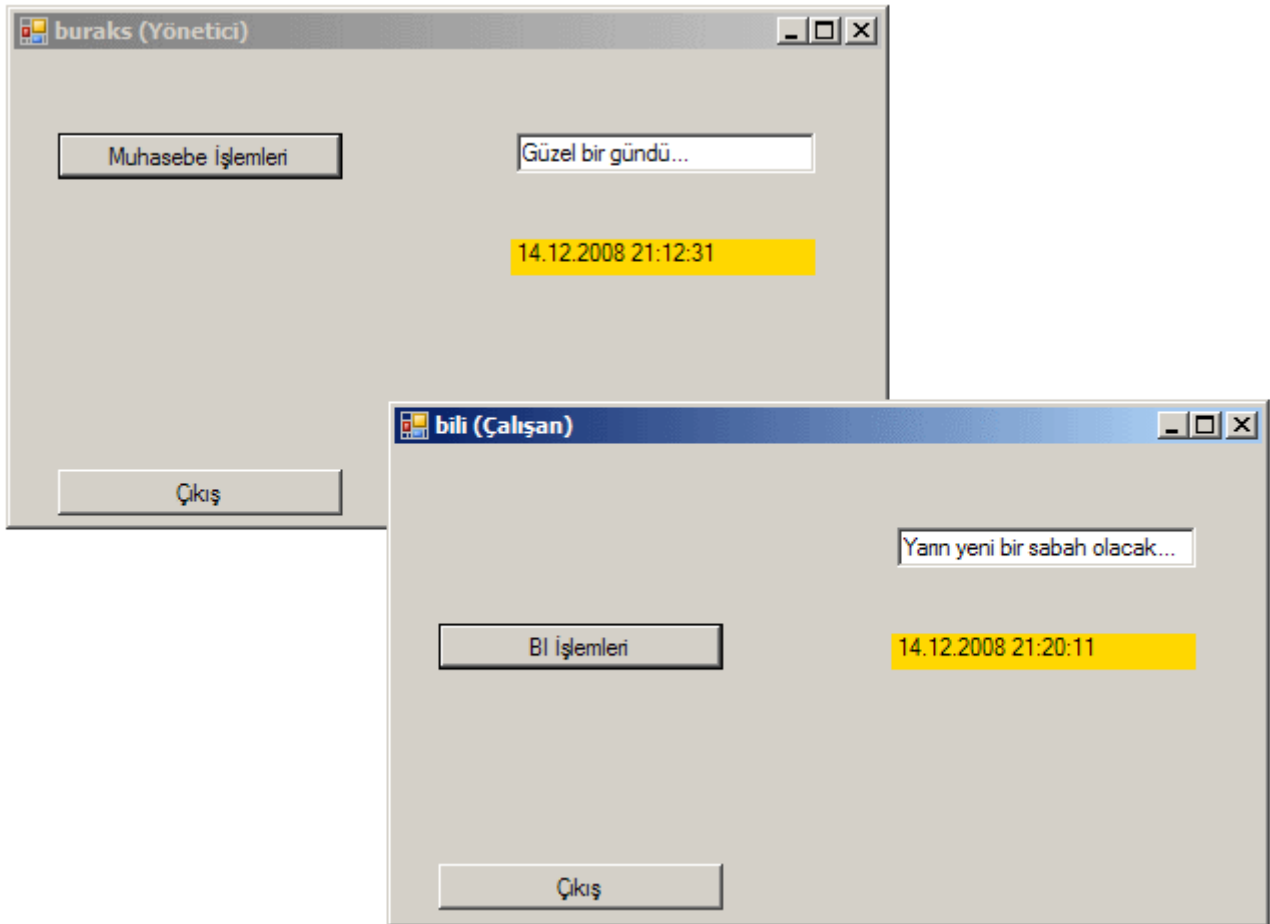 buraks (Yönetici)
Muhasebe İşlemleri
Güzel bir gündü...
14.12.2008 21:12:31
Çıkış
bili (Çalışan)
Yarın yeni bir sabah olacak...
BI İşlemleri
14.12.2008 21:20:11
Çıkış